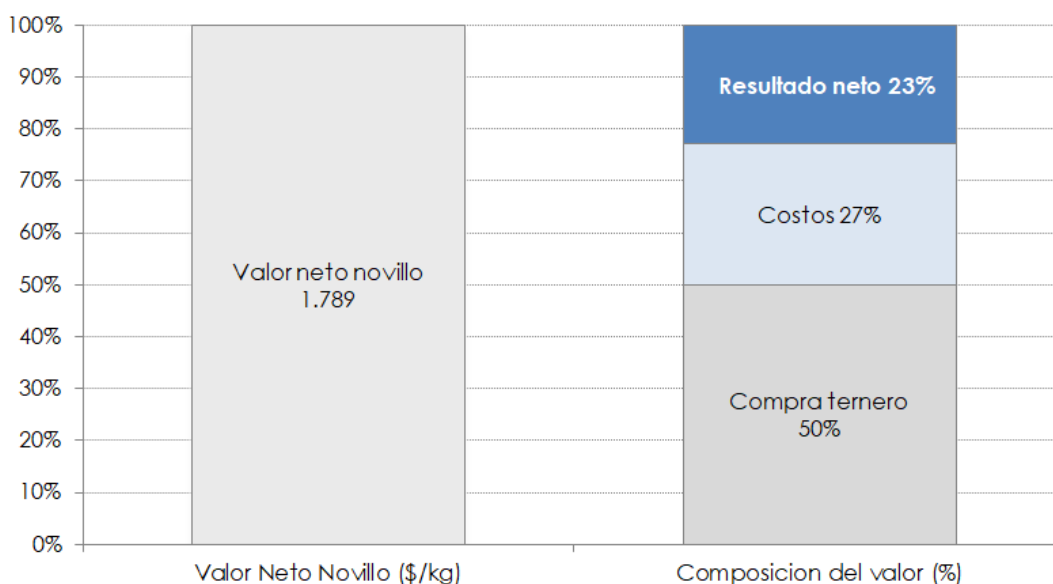 100%
90%
80%
70%
60%
50%
40%
30%
20%
10%
0%
Valor neto novillo
1.789
Resultado neto 23%
Costos 27%
Compra ternero
50%
Valor Neto Novillo ($/kg)
Composicion del valor (%)